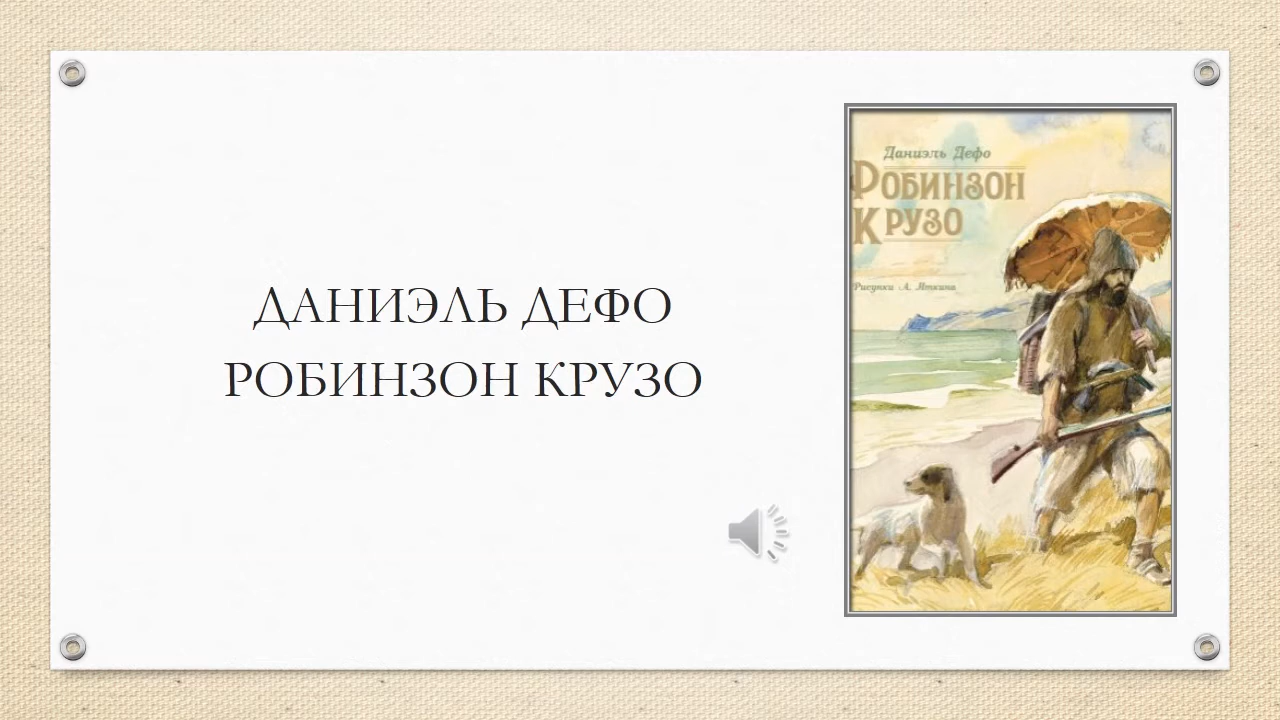 ДАНИЭЛЬ ДЕФО
РОБИНЗОН КРУЗО
Даниэль Дефо
РОБИНЗОН
КРУЗО
Рисунки А. Иткина